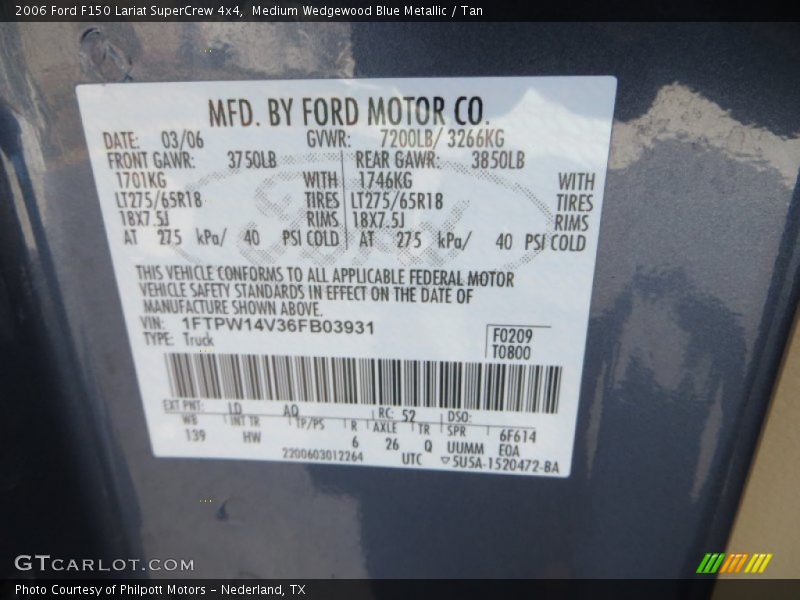 2006 Ford F150 Lariat SuperCrew 4x4, Medium Wedgewood Blue Metallic / Tan
MFD. BY FORD MOTOR CO.
DATE: 03/06 GVWR: 7200LB/ 3266KG
FRONT GAWR: 3750LB REAR GAWR: 3850LB
1701KG WITH 1746KG WITH
LT275/65R18 TIRES LT275/65R18 TIRES
18X7.5J RIMS 18X7.5J RIMS
AT 275 kPa/ 40 PSI COLD AT 275 kPa/ 40 PSI COLD
THIS VEHICLE CONFORMS TO ALL APPLICABLE FEDERAL MOTOR
VEHICLE SAFETY STANDARDS IN EFFECT ON THE DATE OF
MANUFACTURE SHOWN ABOVE.
VIN: 1FTPW14V36FB03931
TYPE: Truck
F0209
T0800
EXT PNT: LD AQ RC: 52 DSO:
WB INT TR TP/PS R AXLE TR SPR 6F614
139 HW 6 26 Q UUMM EOA
2200603012264 UTC ▽5U5A-1520472-BA
Ford
GTCARLOT.COM
Photo Courtesy of Philpott Motors - Nederland, TX